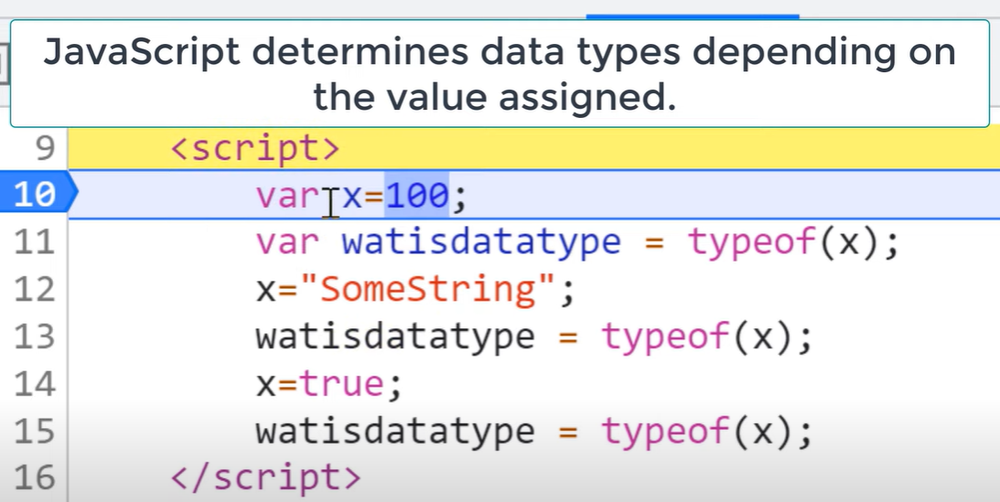 JavaScript determines data types depending on
the value assigned.
9 <script>
10 var x=100;
11 var watisdatatype = typeof(x);
12 x="SomeString";
13 watisdatatype = typeof(x);
14 x=true;
15 watisdatatype = typeof(x);
16 </script>